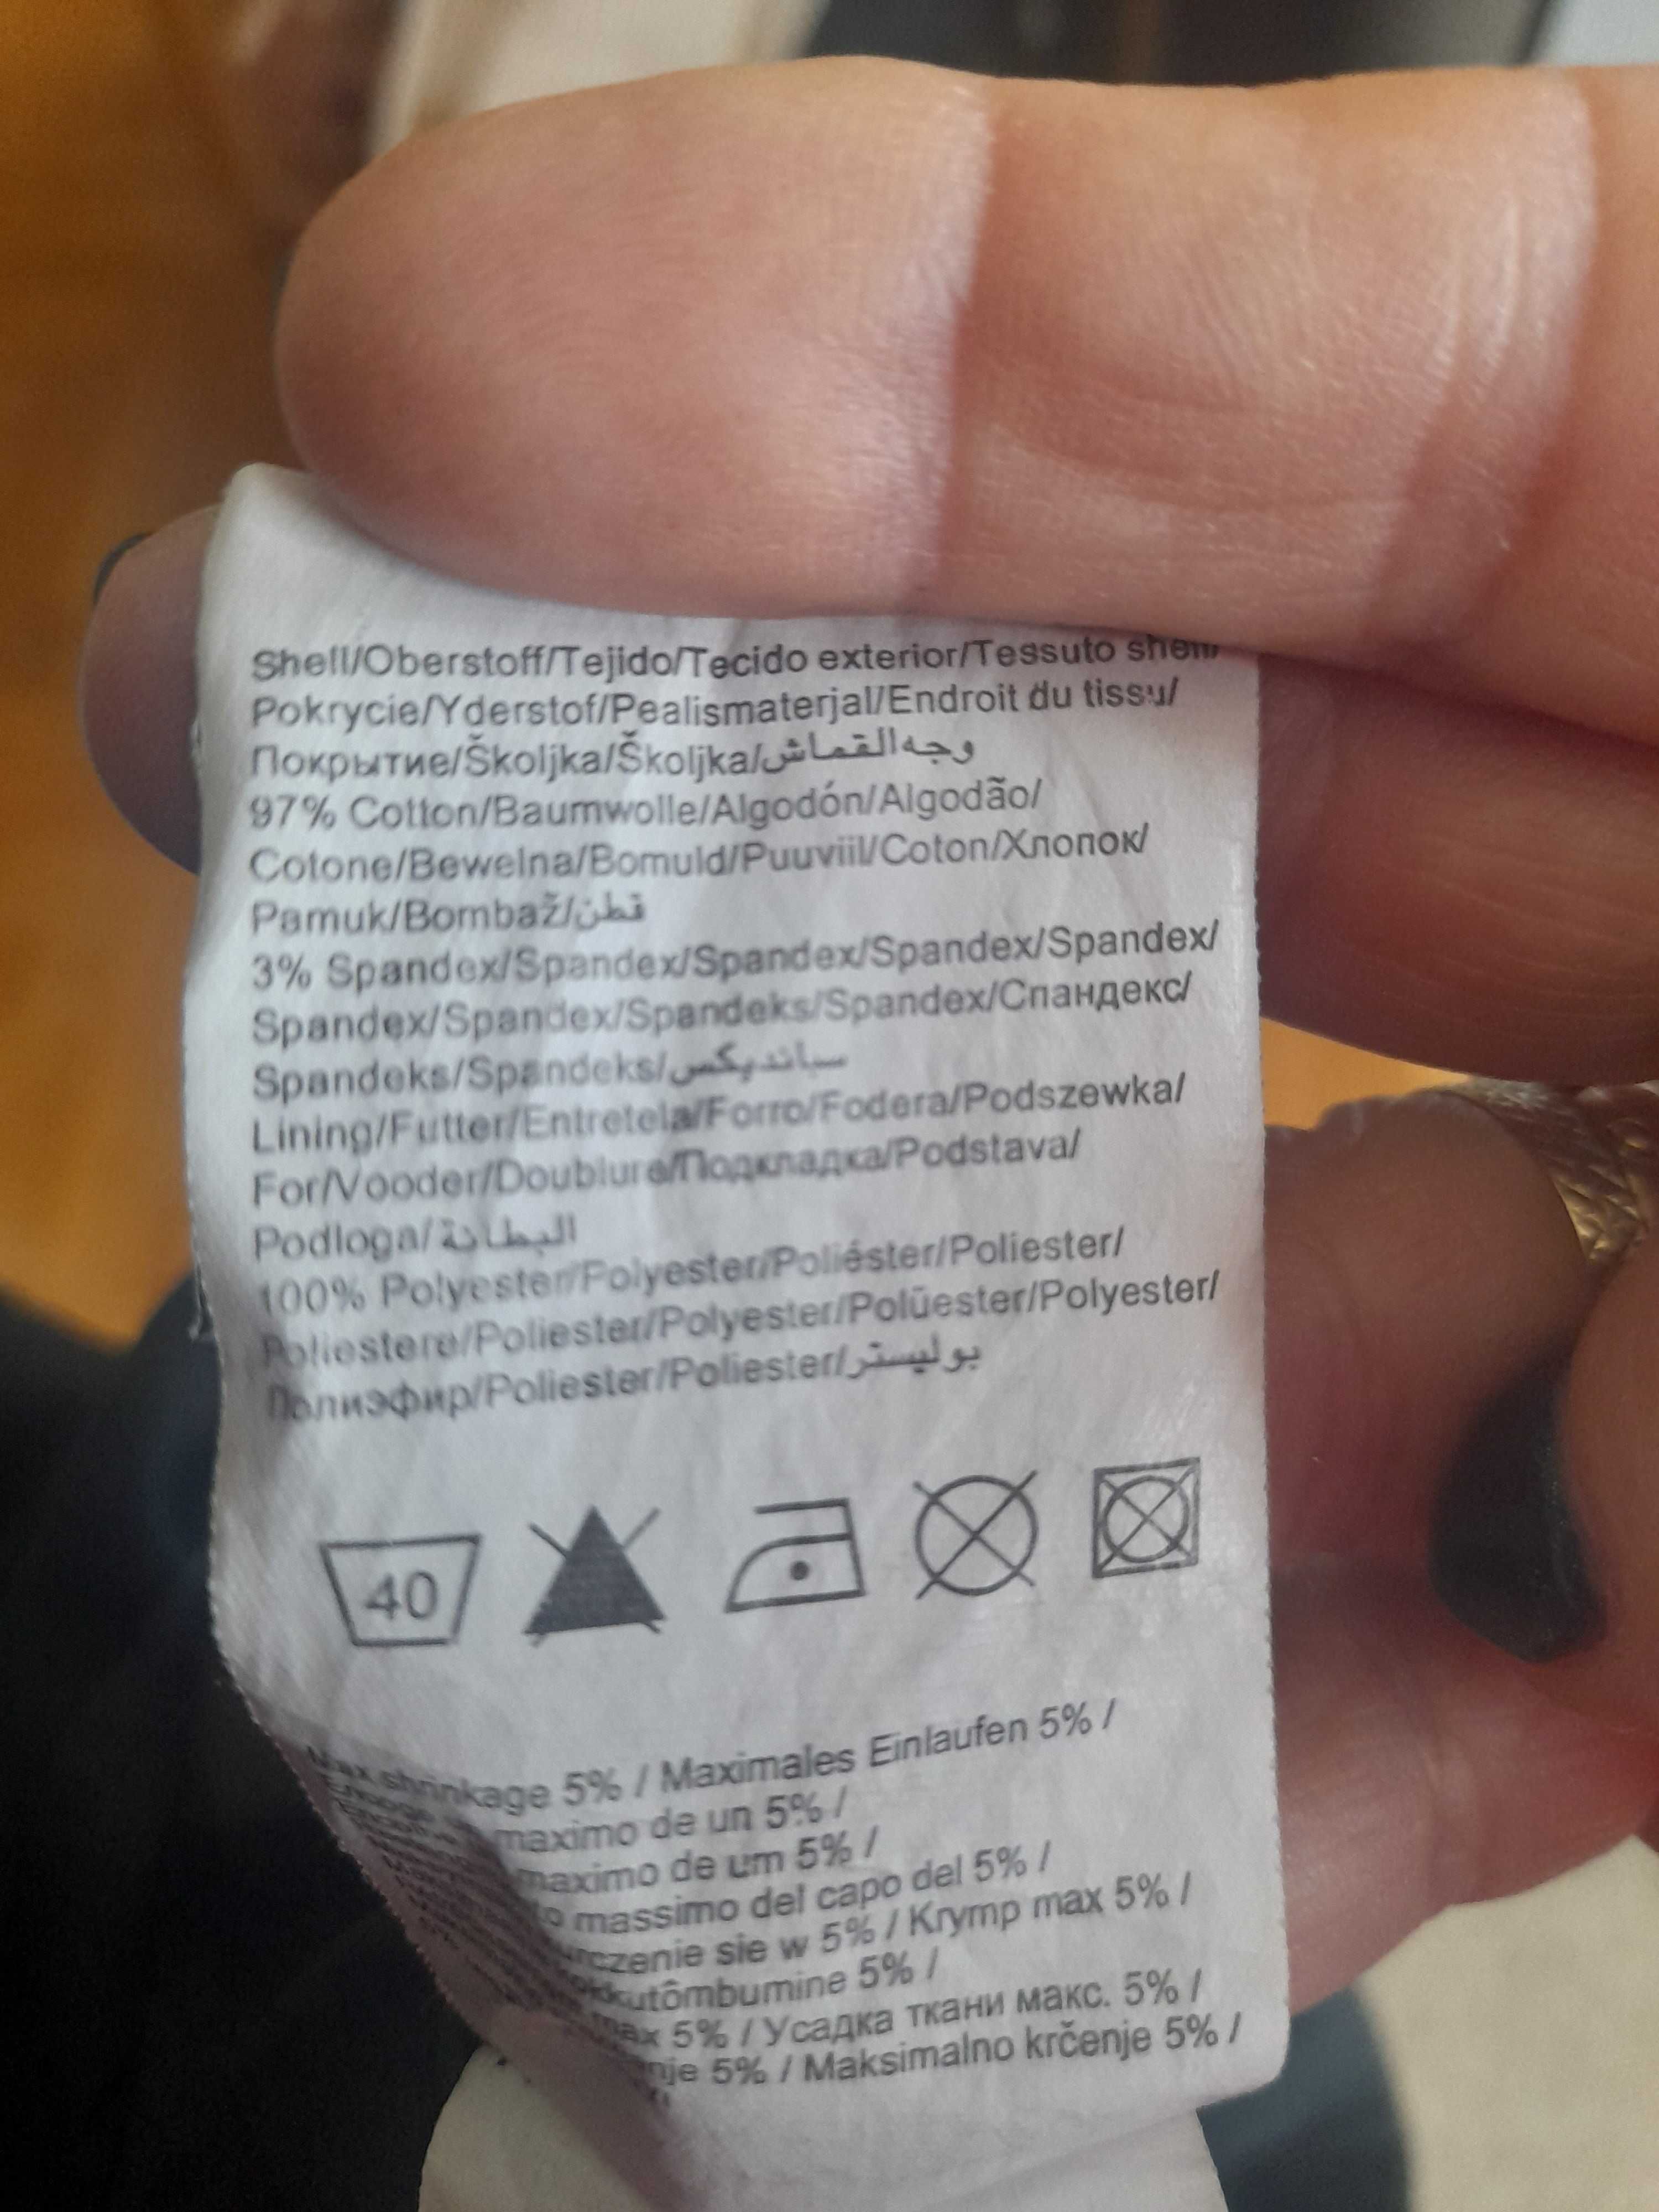 Shell/Oberstoff/Tejido/Tecido exterior/Tessuto shell/
Pokrycie/Yderstof/Pealismaterjal/Endroit du tissu/
Покрытие/Školjka/Školjka/وجه القماش
97% Cotton/Baumwolle/Algodón/Algodão/
Cotone/Bewelna/Bomuld/Puuviil/Coton/Хлопок/
Pamuk/Bombaž/قطن
3% Spandex/Spandex/Spandex/Spandex/Spandex/
Spandex/Spandex/Spandeks/Spandex/Спандекс/
Spandeks/Spandeks/سبانديكس
Lining/Futter/Entretela/Forro/Fodera/Podszewka/
For/Vooder/Doublure/Подкладка/Podstava/
Podloga/البطانة
100% Polyester/Polyester/Poliéster/Poliester/
Poliestere/Poliester/Polyester/Polüester/Polyester/
Полиэфир/Poliester/Poliester/بوليستر
40
Max shrinkage 5% / Maximales Einlaufen 5% /
maximo de un 5% /
maximo de um 5% /
massimo del capo del 5% /
sie w 5% / Krymp max 5% /
5% /
max 5% / Усадка ткани макс. 5% /
5% / Maksimalno krčenje 5% /